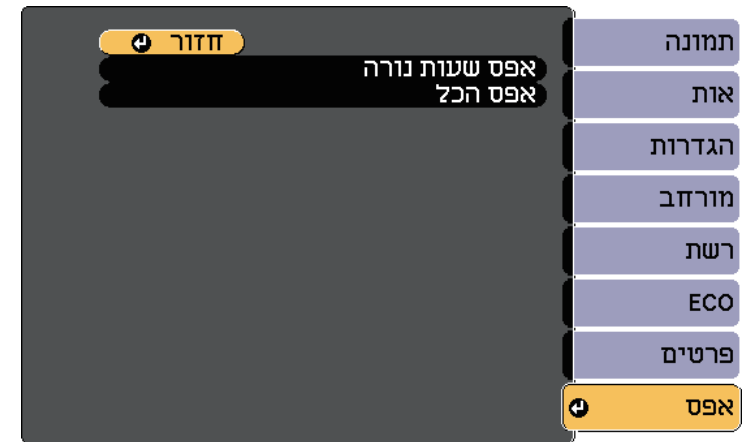 תמונה
אות
הגדרות
מורחב
רשת
ECO
פרטים
אפס
חזור
אפס שעות נורה
אפס הכל